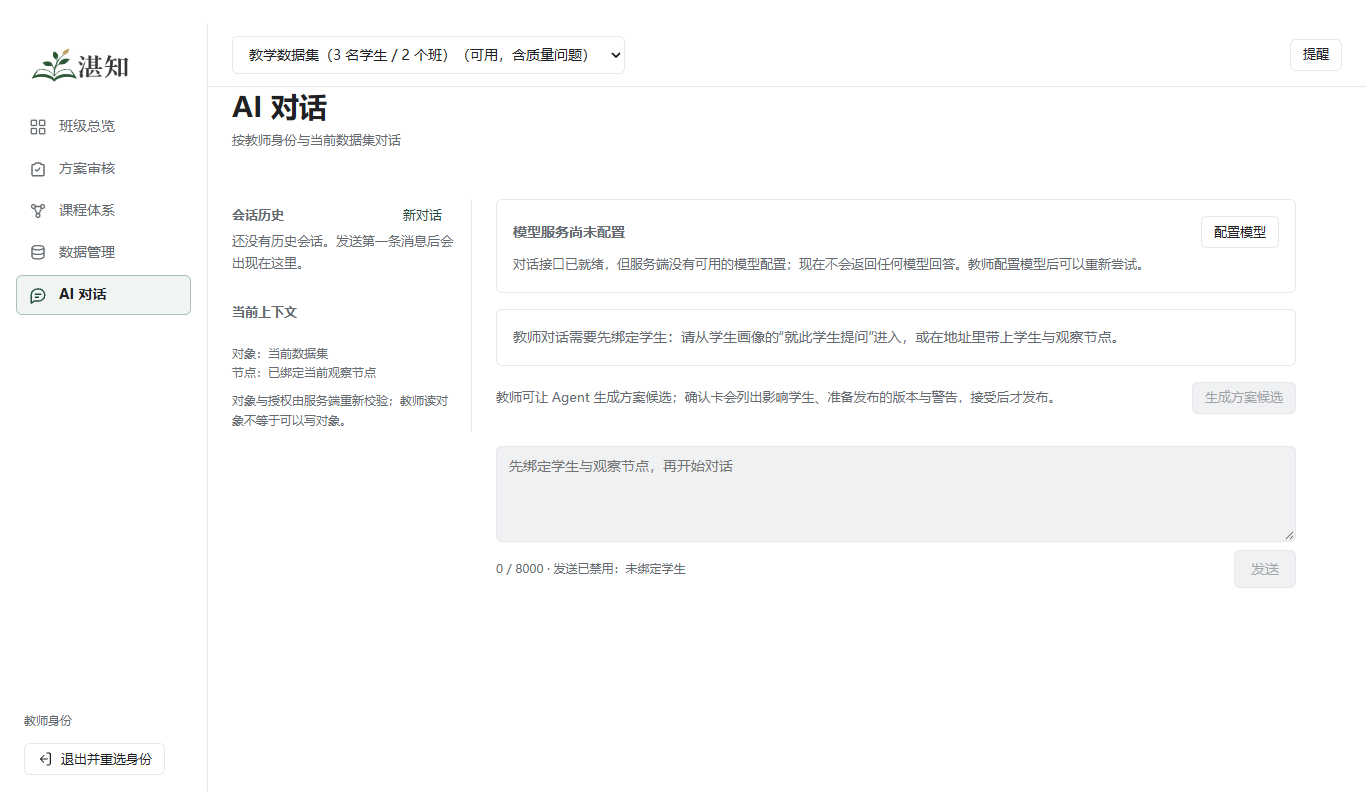 湛知
班级总览
方案审核
课程体系
数据管理
AI 对话
教师身份
退出并重选身份
教学数据集（3 名学生 / 2 个班）（可用，含质量问题）
提醒
AI 对话
按教师身份与当前数据集对话
会话历史
新对话
还没有历史会话。发送第一条消息后会
出现在这里。
当前上下文
对象：当前数据集
节点：已绑定当前观察节点
对象与授权由服务端重新校验；教师读对
象不等于可以写对象。
模型服务尚未配置
配置模型
对话接口已就绪，但服务端没有可用的模型配置；现在不会返回任何模型回答。教师配置模型后可以重新尝试。
教师对话需要先绑定学生：请从学生画像的“就此学生提问”进入，或在地址里带上学生与观察节点。
教师可让 Agent 生成方案候选；确认卡会列出影响学生、准备发布的版本与警告，接受后才发布。
生成方案候选
先绑定学生与观察节点，再开始对话
0 / 8000 · 发送已禁用：未绑定学生
发送